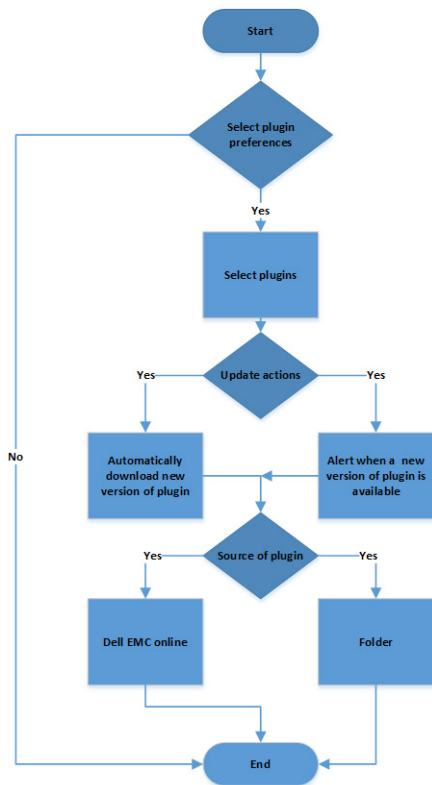 Start
Select plugin
preferences
Yes
Select plugins
Yes
Update actions
Yes
No
Automatically
download new
version of plugin
Alert when a new
version of plugin is
available
Yes
Source of plugin
Yes
Dell EMC online
Folder
End